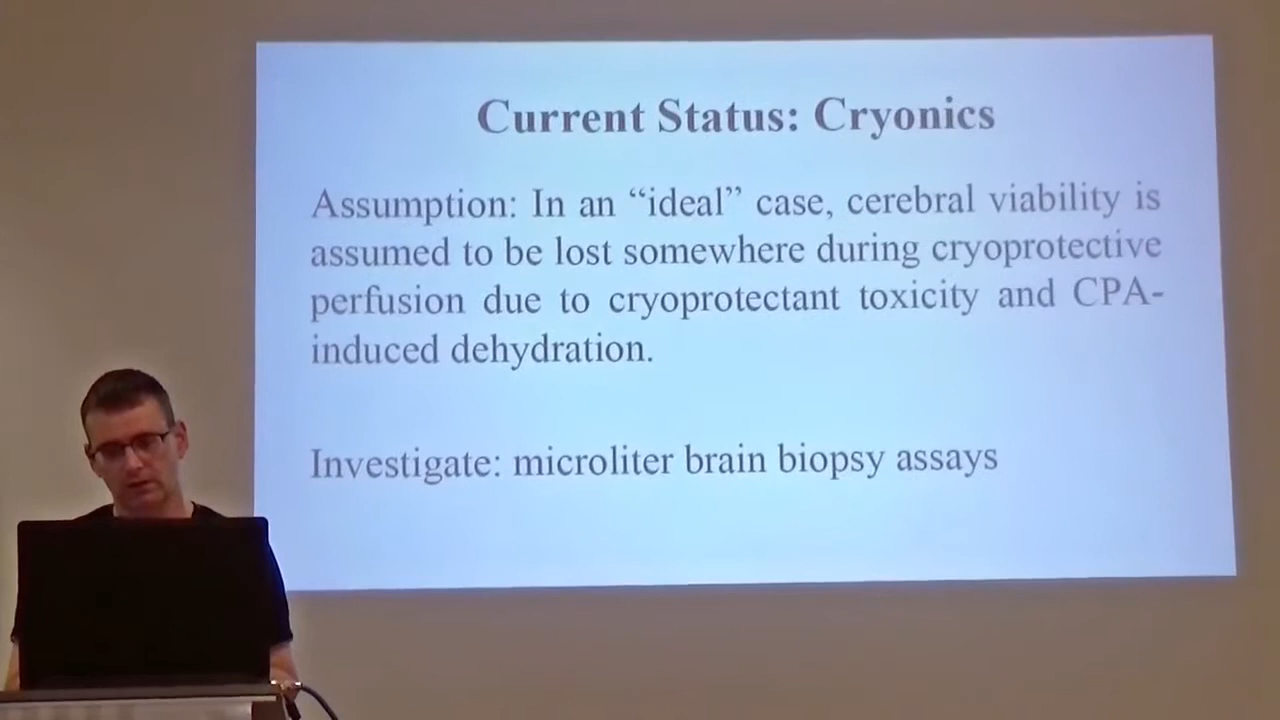 Current Status: Cryonics
Assumption: In an “ideal” case, cerebral viability is
assumed to be lost somewhere during cryoprotective
perfusion due to cryoprotectant toxicity and CPA-
induced dehydration.
Investigate: microliter brain biopsy assays